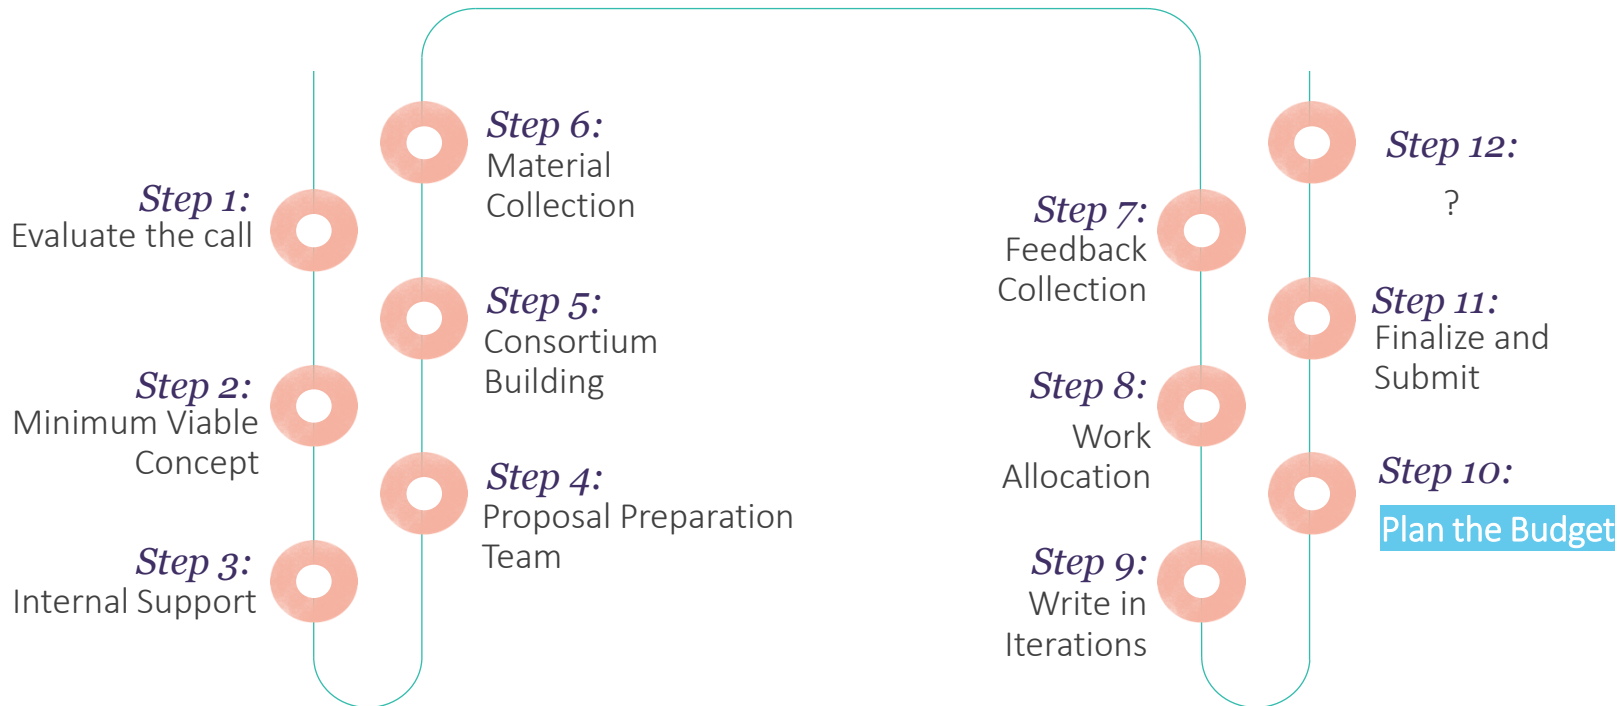 Step 1:
Evaluate the call
Step 2:
Minimum Viable
Concept
Step 3:
Internal Support
Step 4:
Proposal Preparation
Team
Step 5:
Consortium
Building
Step 6:
Material
Collection
Step 7:
Feedback
Collection
Step 8:
Work
Allocation
Step 9:
Write in
Iterations
Step 10:
Plan the Budget
Step 11:
Finalize and
Submit
Step 12:
?